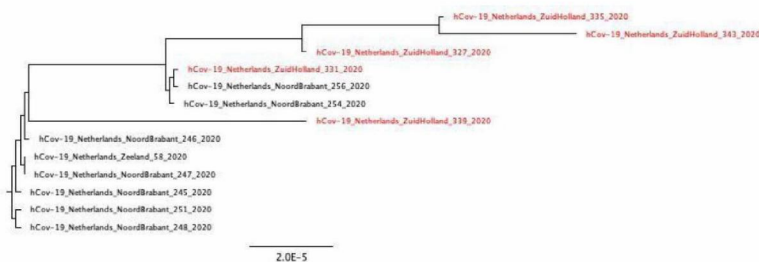 hCov-19_Netherlands_ZuidHolland_335_2020
hCov-19_Netherlands_ZuidHolland_343_2020
hCov-19_Netherlands_ZuidHolland_327_2020
hCov-19_Netherlands_ZuidHolland_331_2020
hCov-19_Netherlands_NoordBrabant_256_2020
hCov-19_Netherlands_NoordBrabant_254_2020
hCov-19_Netherlands_ZuidHolland_339_2020
hCov-19_Netherlands_NoordBrabant_246_2020
hCov-19_Netherlands_Zeeland_58_2020
hCov-19_Netherlands_NoordBrabant_247_2020
hCov-19_Netherlands_NoordBrabant_245_2020
hCov-19_Netherlands_NoordBrabant_251_2020
hCov-19_Netherlands_NoordBrabant_248_2020
2.0E-5